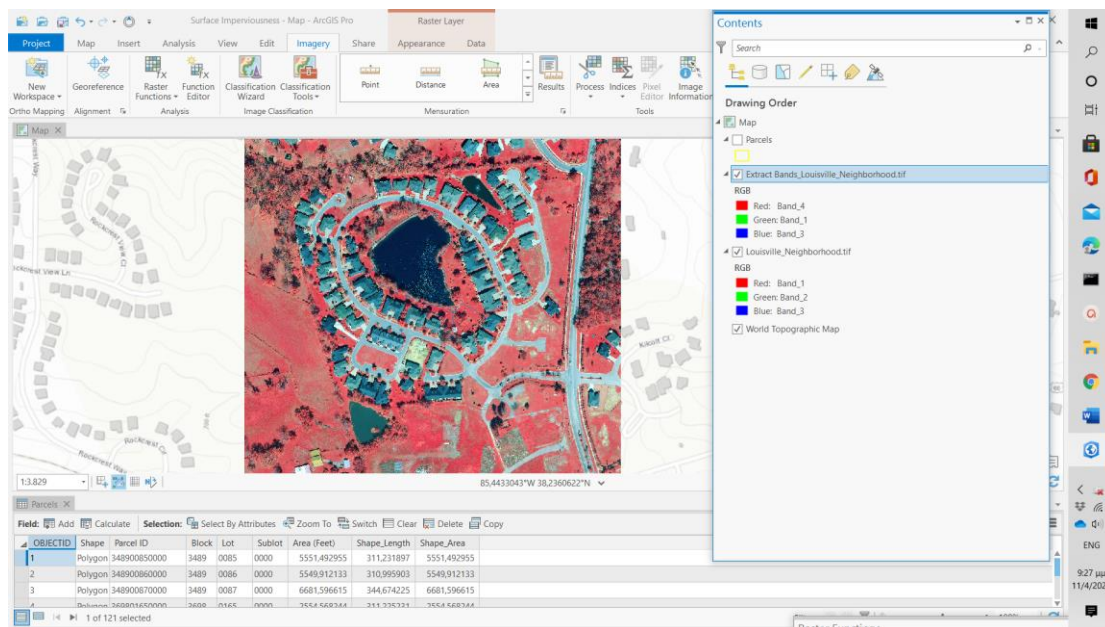 Surface Imperviousness - Map - ArcGIS Pro
Raster Layer
Project Map Insert Analysis View Edit Imagery Share Appearance Data
New Workspace
Georeference
Raster Functions
Function Editor
Classification Wizard
Classification Tools
Point
Distance
Area
Results
Process
Indices
Pixel Editor
Image Information
Ortho Mapping Alignment Analysis Image Classification Mensuration Tools
Map
Contents
Search
Drawing Order
Map
Parcels
Extract Bands_Louisville_Neighborhood.tif
RGB
Red: Band_4
Green: Band_1
Blue: Band_3
Louisville_Neighborhood.tif
RGB
Red: Band_1
Green: Band_2
Blue: Band_3
World Topographic Map
Rockcrest View Ct
Rockcrest Way
1:3.829
85,4433043°W 38,2360622°N
Parcels
Field: Add Calculate Selection: Select By Attributes Zoom To Switch Clear Delete Copy
OBJECTID Shape Parcel ID Block Lot Sublot Area (Feet) Shape_Length Shape_Area
1 Polygon 348900850000 3489 0085 0000 5551,492955 311,231897 5551,492955
2 Polygon 348900860000 3489 0086 0000 5549,912133 310,995903 5549,912133
3 Polygon 348900870000 3489 0087 0000 6681,596615 344,674225 6681,596615
1 of 121 selected
ENG
9:27 μμ